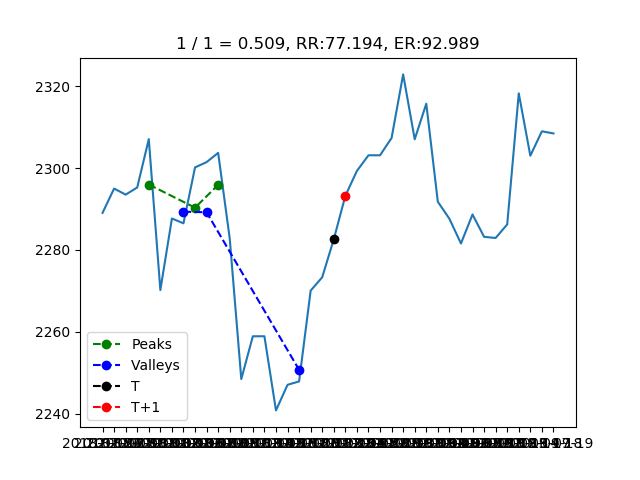 1 / 1 = 0.509, RR:77.194, ER:92.989
2320
2300
2280
2260
2240
Peaks
Valleys
T
T+1